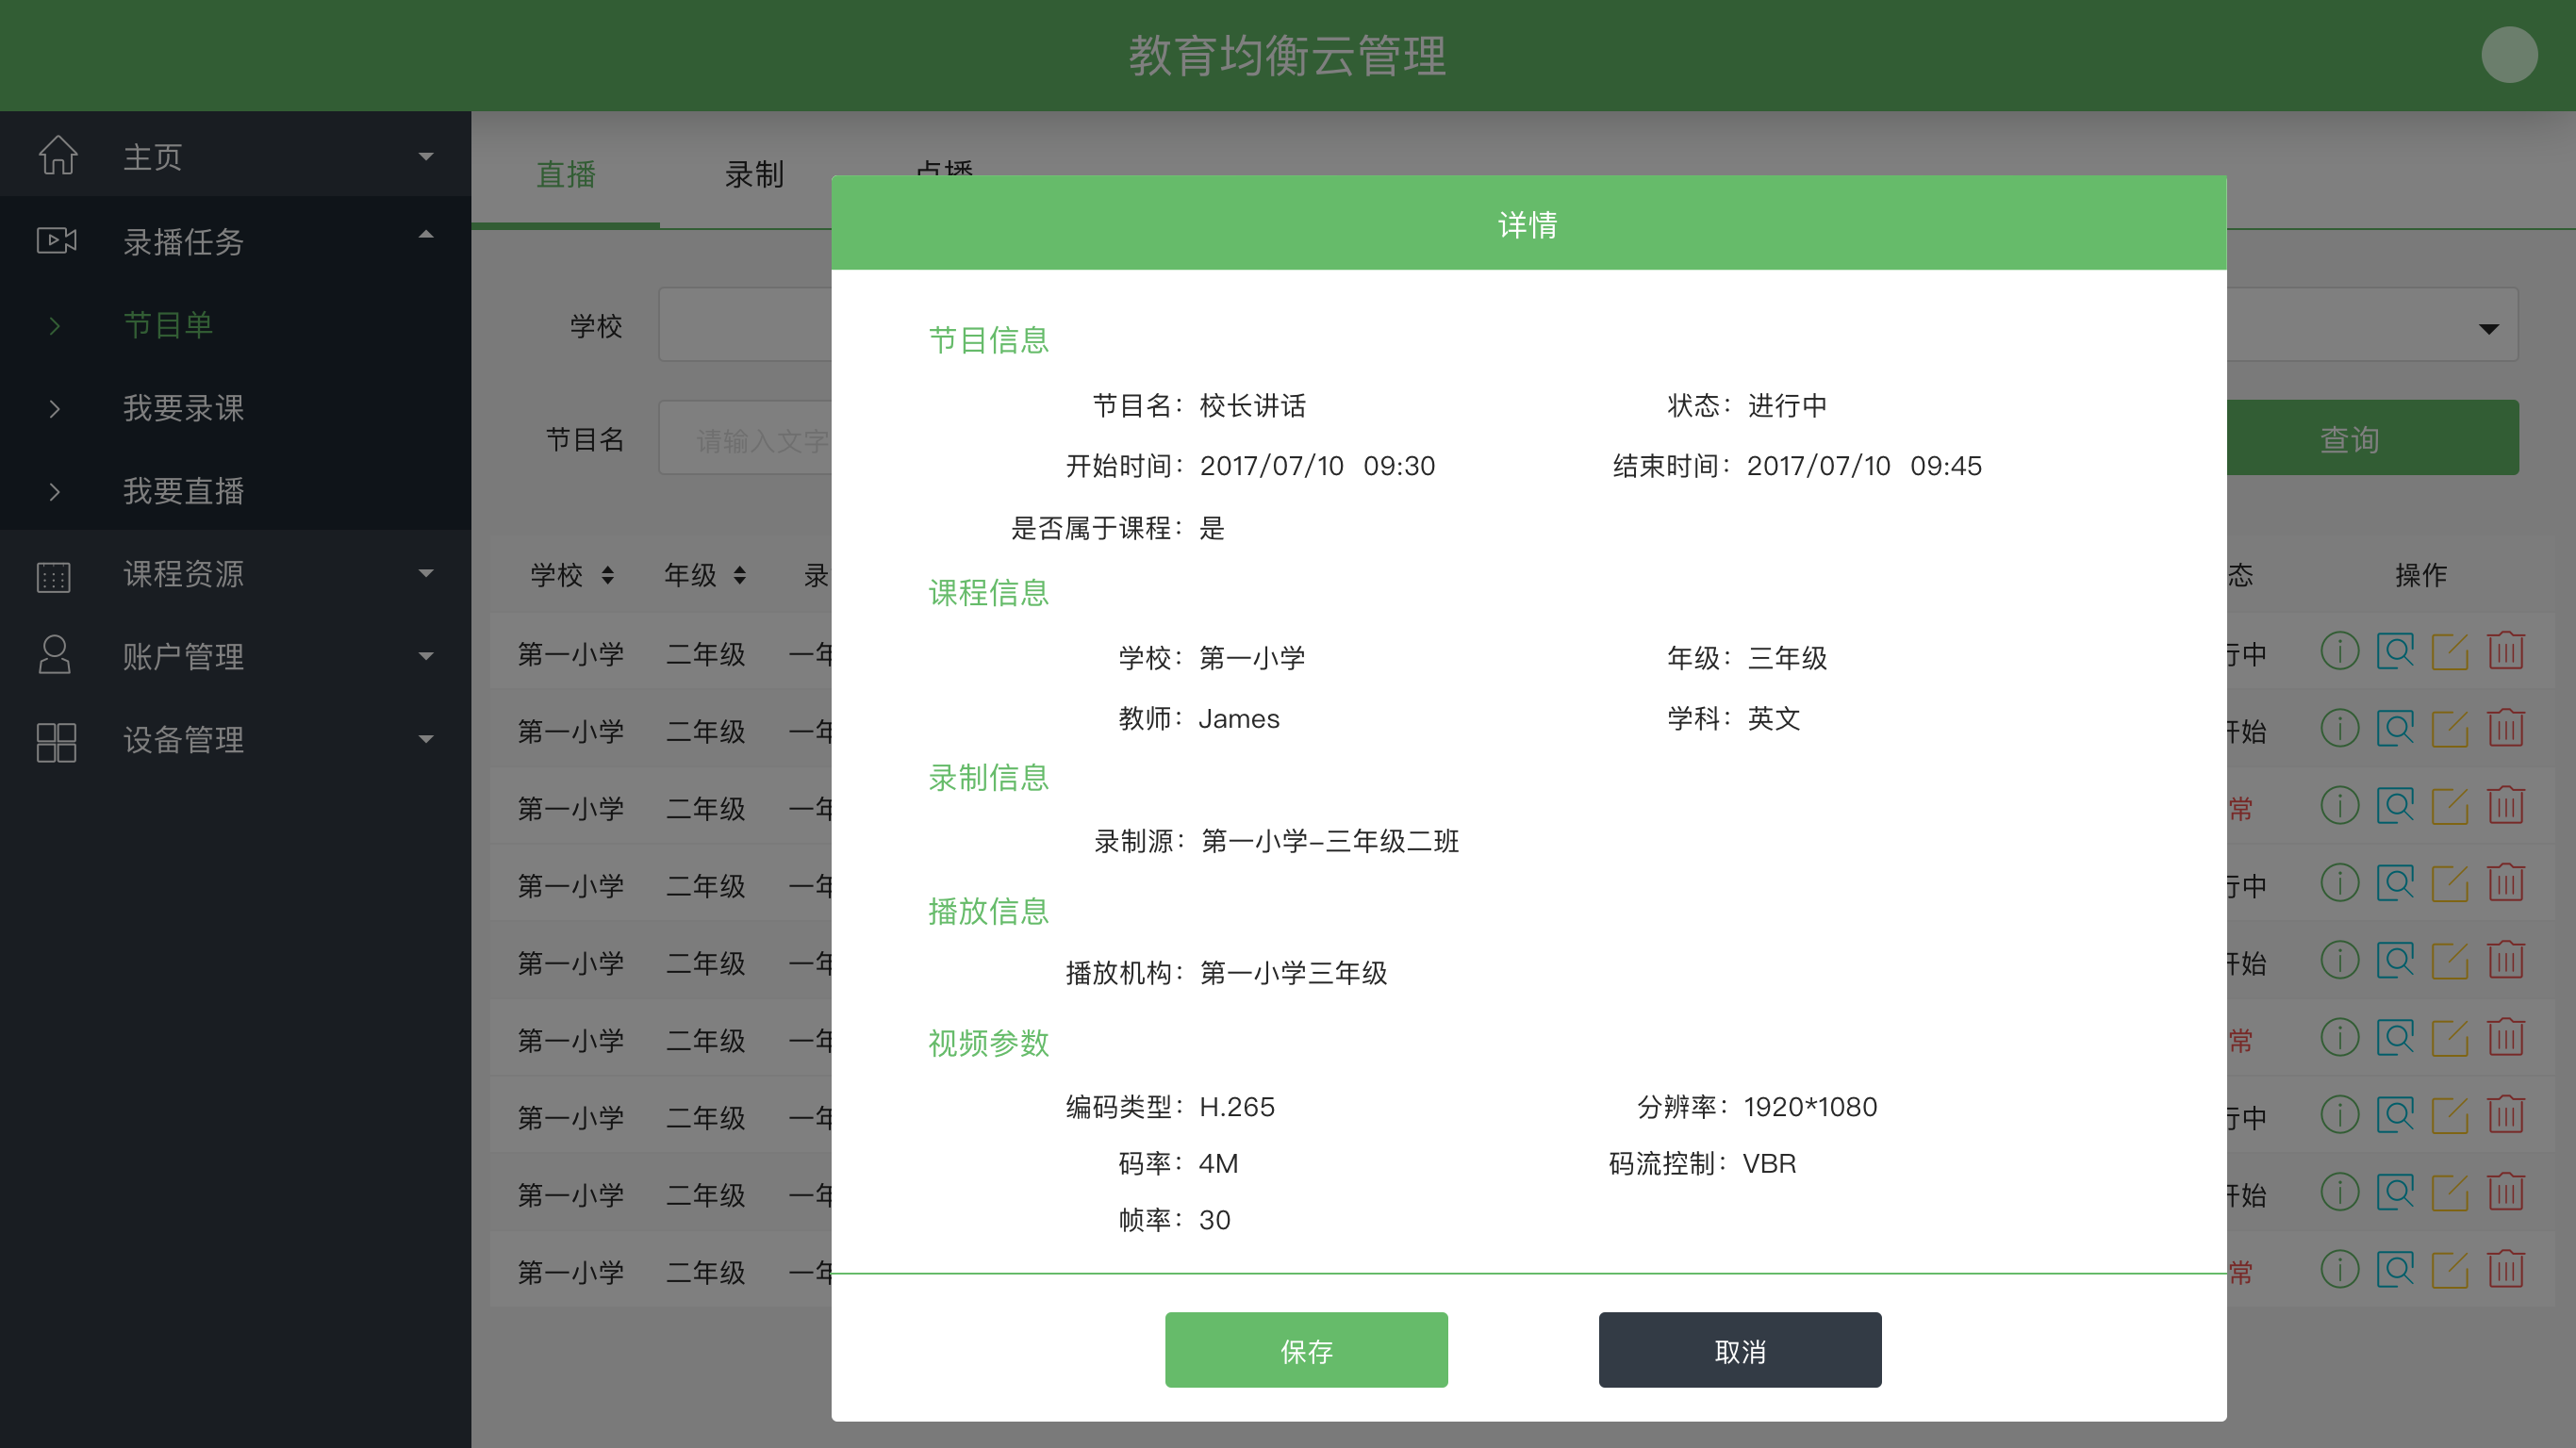 教育均衡云管理
主页
录播任务
节目单
我要录课
我要直播
课程资源
账户管理
设备管理
直播 录制 点播
学校
节目名 请输入文字
查询
学校 年级 录
态 操作
第一小学 二年级 一年 行中
第一小学 二年级 一年 开始
第一小学 二年级 一年 常
第一小学 二年级 一年 行中
第一小学 二年级 一年 开始
第一小学 二年级 一年 常
第一小学 二年级 一年 行中
第一小学 二年级 一年 开始
第一小学 二年级 一年 常
详情
节目信息
节目名：校长讲话 状态：进行中
开始时间：2017/07/10 09:30 结束时间：2017/07/10 09:45
是否属于课程：是
课程信息
学校：第一小学 年级：三年级
教师：James 学科：英文
录制信息
录制源：第一小学-三年级二班
播放信息
播放机构：第一小学三年级
视频参数
编码类型：H.265 分辨率：1920*1080
码率：4M 码流控制：VBR
帧率：30
保存 取消